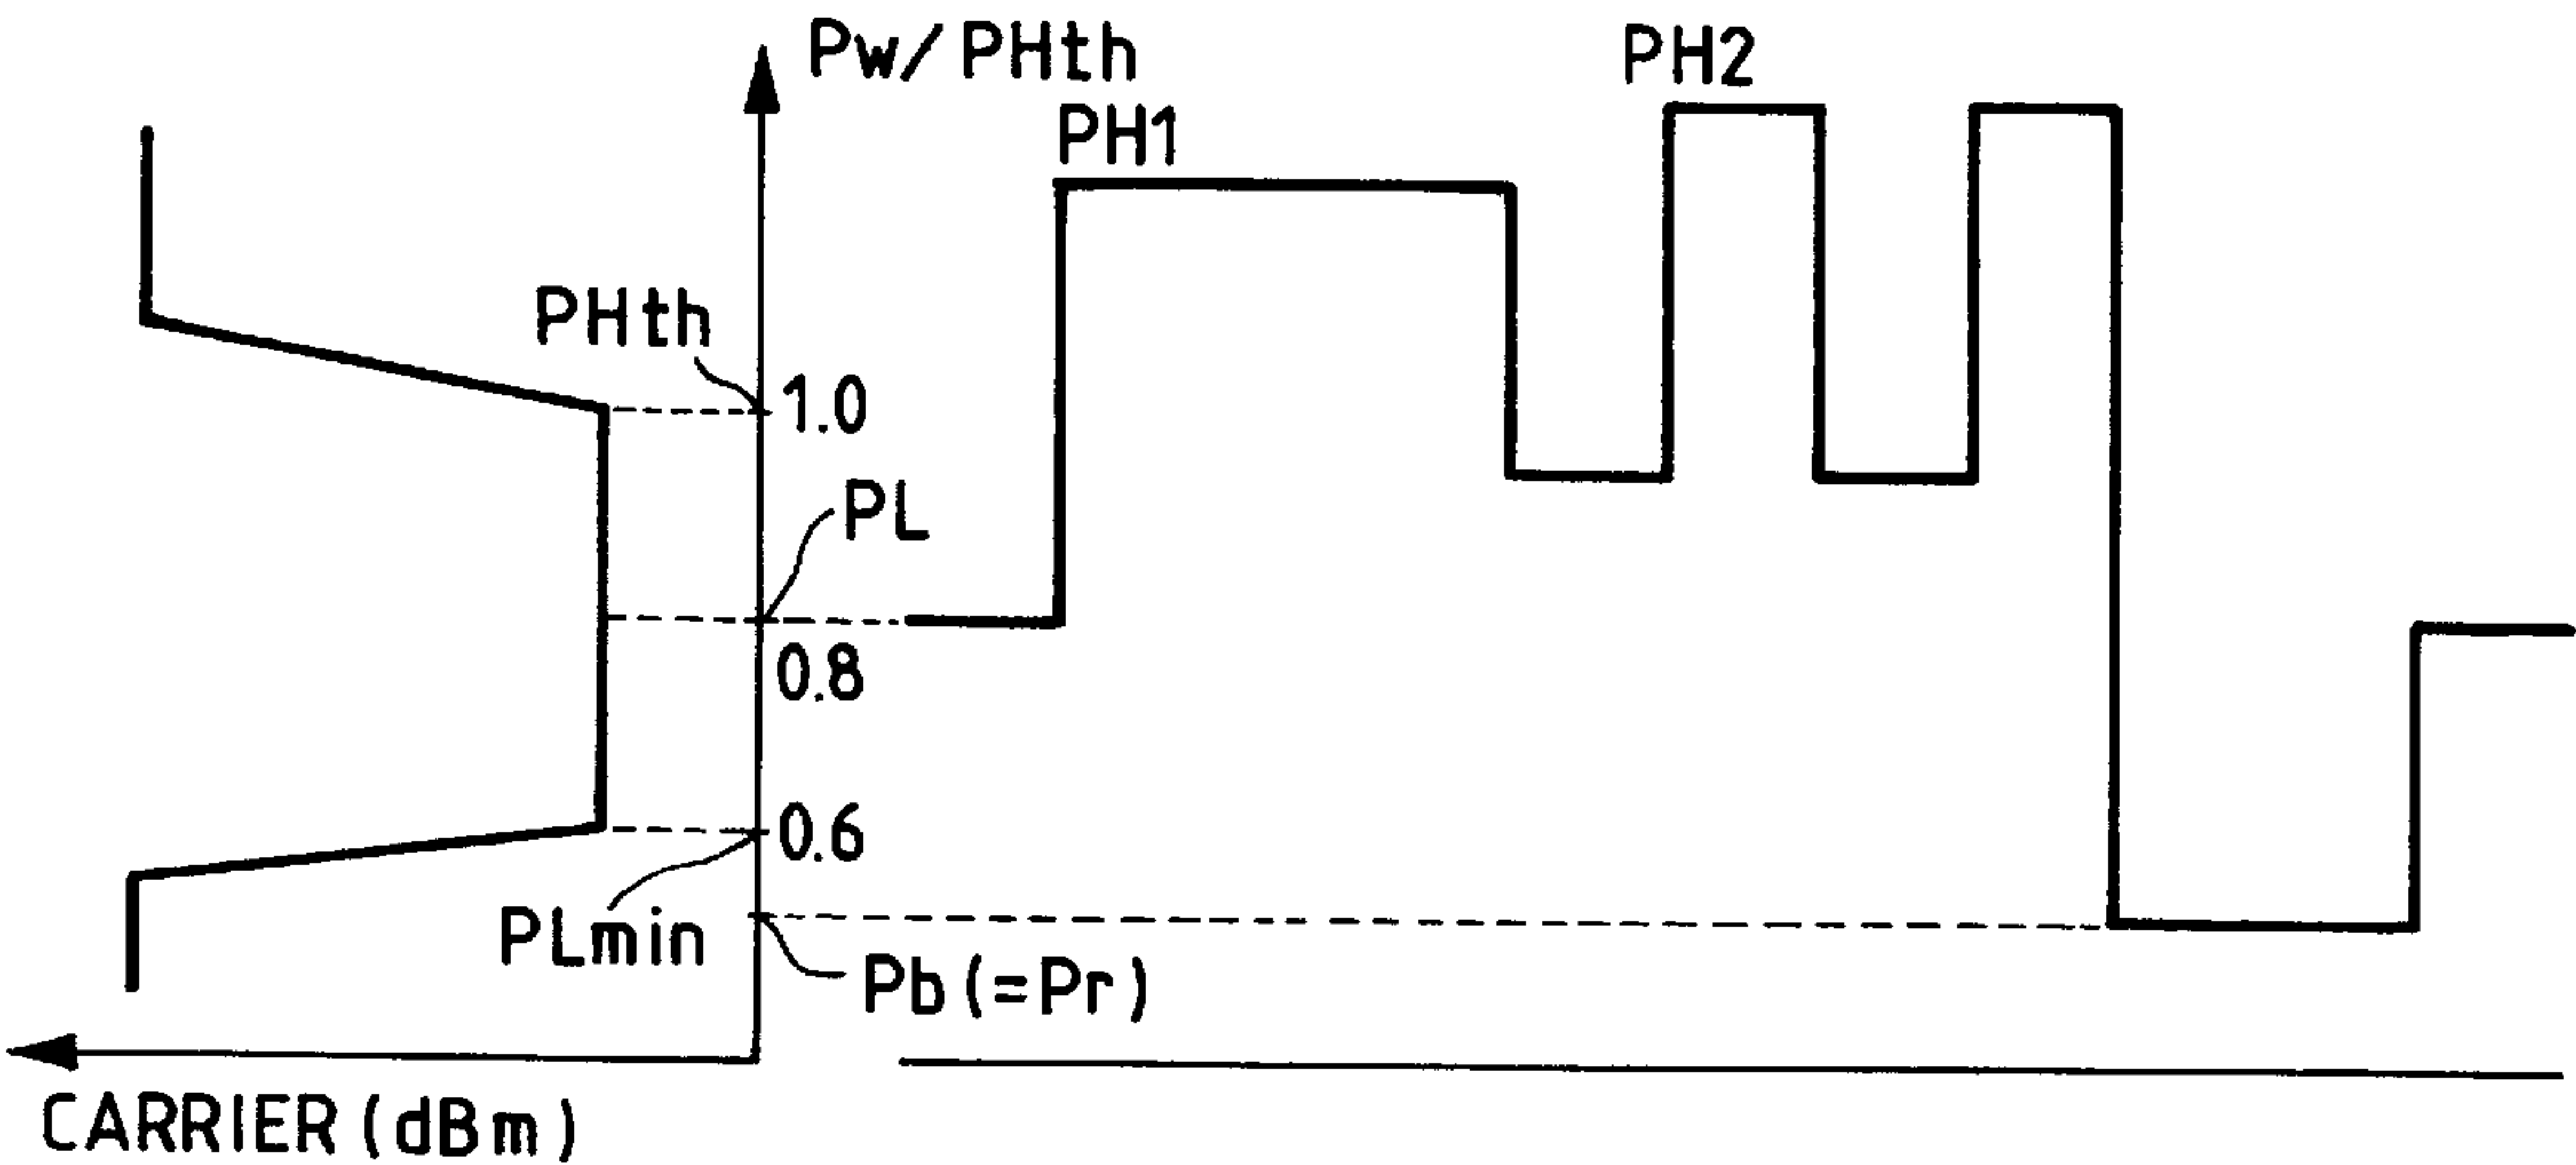 Pw/PHth
PH2
PH1
PHth
1.0
PL
0.8
0.6
PLmin
Pb(=Pr)
CARRIER(dBm)